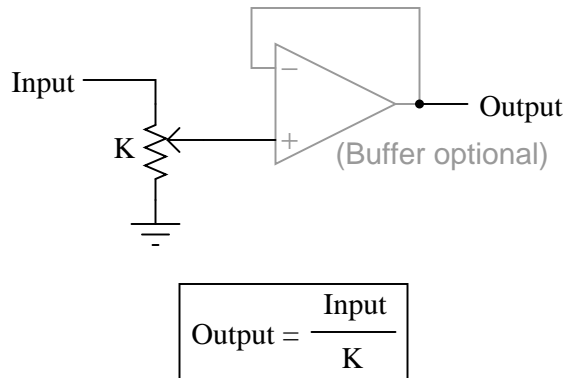 Input
−
Output
K
+
(Buffer optional)
Output = Input
K